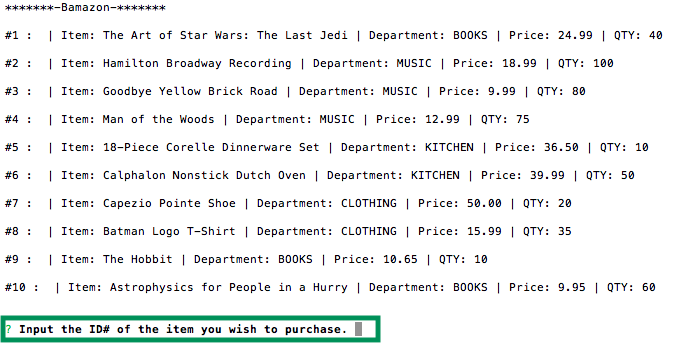 *******-Bamazon-*******
#1 :  | Item: The Art of Star Wars: The Last Jedi | Department: BOOKS | Price: 24.99 | QTY: 40
#2 :  | Item: Hamilton Broadway Recording | Department: MUSIC | Price: 18.99 | QTY: 100
#3 :  | Item: Goodbye Yellow Brick Road | Department: MUSIC | Price: 9.99 | QTY: 80
#4 :  | Item: Man of the Woods | Department: MUSIC | Price: 12.99 | QTY: 75
#5 :  | Item: 18-Piece Corelle Dinnerware Set | Department: KITCHEN | Price: 36.50 | QTY: 10
#6 :  | Item: Calphalon Nonstick Dutch Oven | Department: KITCHEN | Price: 39.99 | QTY: 50
#7 :  | Item: Capezio Pointe Shoe | Department: CLOTHING | Price: 50.00 | QTY: 20
#8 :  | Item: Batman Logo T-Shirt | Department: CLOTHING | Price: 15.99 | QTY: 35
#9 :  | Item: The Hobbit | Department: BOOKS | Price: 10.65 | QTY: 10
#10 :  | Item: Astrophysics for People in a Hurry | Department: BOOKS | Price: 9.95 | QTY: 60
? Input the ID# of the item you wish to purchase.